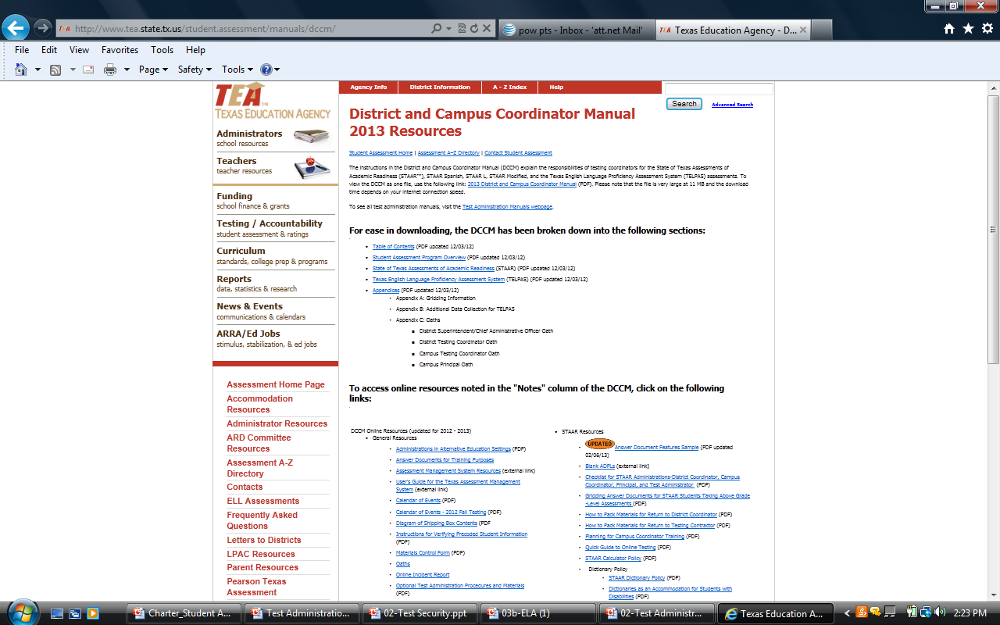 http://www.tea.state.tx.us/student.assessment/manuals/dccm/
pow pts - Inbox - 'att.net Mail'
TEA Texas Education Agency - D...
File Edit View Favorites Tools Help
Page Safety Tools
TEA
TEXAS EDUCATION AGENCY
Agency Info District Information A - Z Index Help
Search Advanced Search
Administrators
school resources
Teachers
teacher resources
Funding
school finance & grants
Testing / Accountability
student assessment & ratings
Curriculum
standards, college prep & programs
Reports
data, statistics & research
News & Events
communications & calendars
ARRA/Ed Jobs
stimulus, stabilization, & ed jobs
Assessment Home Page
Accommodation
Resources
Administrator Resources
ARD Committee
Resources
Assessment A-Z
Directory
Contacts
ELL Assessments
Frequently Asked
Questions
Letters to Districts
LPAC Resources
Parent Resources
Pearson Texas
Assessment
District and Campus Coordinator Manual
2013 Resources
Student Assessment Home | Assessment A–Z Directory | Contact Student Assessment
The instructions in the District and Campus Coordinator Manual (DCCM) explain the responsibilities of testing coordinators for the State of Texas Assessments of
Academic Readiness (STAAR™), STAAR Spanish, STAAR L, STAAR Modified, and the Texas English Language Proficiency Assessment System (TELPAS) assessments. To
view the DCCM as one file, use the following link: 2013 District and Campus Coordinator Manual (PDF). Please note that the file is very large at 11 MB and the download
time depends on your internet connection speed.
To see all test administration manuals, visit the Test Administration Manuals webpage.
For ease in downloading, the DCCM has been broken down into the following sections:
• Table of Contents (PDF updated 12/03/12)
• Student Assessment Program Overview (PDF updated 12/03/12)
• State of Texas Assessments of Academic Readiness (STAAR) (PDF updated 12/03/12)
• Texas English Language Proficiency Assessment System (TELPAS) (PDF updated 12/03/12)
• Appendices (PDF updated 12/03/12)
• Appendix A: Gridding Information
• Appendix B: Additional Data Collection for TELPAS
• Appendix C: Oaths
▪ District Superintendent/Chief Administrative Officer Oath
▪ District Testing Coordinator Oath
▪ Campus Testing Coordinator Oath
▪ Campus Principal Oath
To access online resources noted in the "Notes" column of the DCCM, click on the following
links:
DCCM Online Resources (updated for 2012 - 2013)
• General Resources
• Administrations in Alternative Education Settings (PDF)
• Answer Documents for Training Purposes
• Assessment Management System Resources (external link)
• User's Guide for the Texas Assessment Management
System (external link)
• Calendar of Events (PDF)
• Calendar of Events - 2012 Fall Testing (PDF)
• Diagram of Shipping Box Contents (PDF
• Instructions for Verifying Precoded Student Information
(PDF)
• Materials Control Form (PDF)
• Oaths
• Online Incident Report
• Optional Test Administration Procedures and Materials
(PDF)
• STAAR Resources
• UPDATED Answer Document Features Sample (PDF updated
02/06/13)
• Blank ADPLs (external link)
• Checklist for STAAR Administrations-District Coordinator, Campus
Coordinator, Principal, and Test Administrator (PDF)
• Gridding Answer Documents for STAAR Students Taking Above Grade
-Level Assessments (PDF)
• How to Pack Materials for Return to District Coordinator (PDF)
• How to Pack Materials for Return to Testing Contractor (PDF)
• Planning for Campus Coordinator Training (PDF)
• Quick Guide to Online Testing (PDF)
• STAAR Calculator Policy (PDF)
• Dictionary Policy
• STAAR Dictionary Policy (PDF)
• Dictionaries as an Accommodation for Students with
Disabilities (PDF)
Charter_Student A... Test Administratio... 02-Test Security.ppt 03b-ELA (1) 02-Test Administr... Texas Education A... 2:23 PM